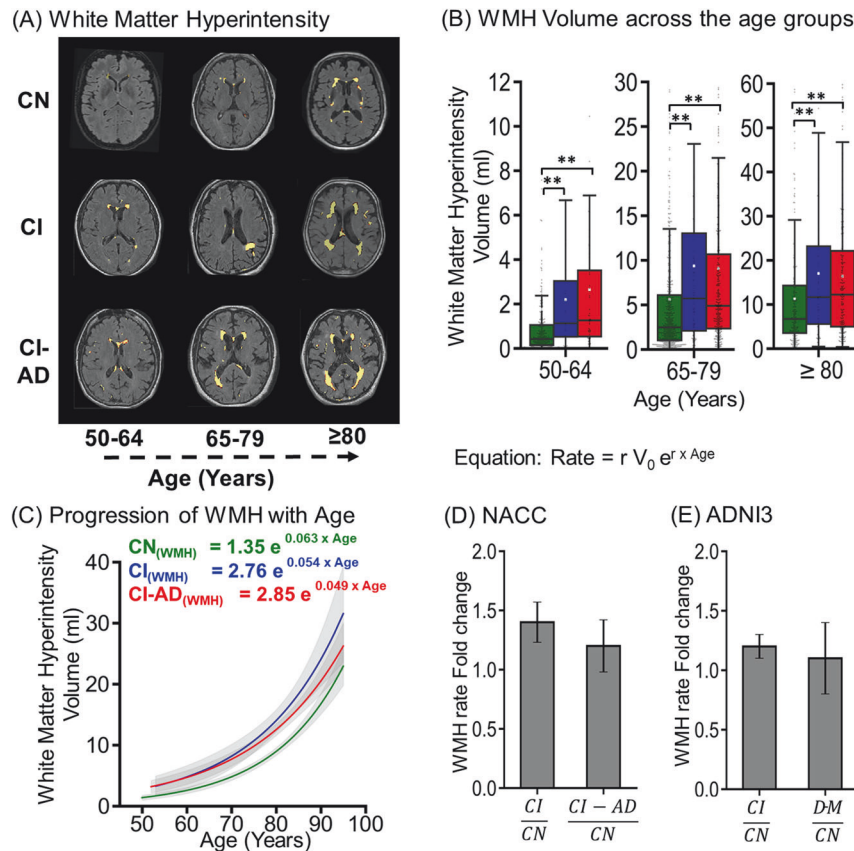 (A) White Matter Hyperintensity
CN
CI
CI-
AD
50-64 65-79 ≥80
Age (Years)
(B) WMH Volume across the age groups
White Matter Hyperintensity
Volume (ml)
12
10
8
6
4
2
0
**
**
50-64
30
25
20
15
10
5
0
**
**
65-79
60
50
40
30
20
10
0
**
**
≥ 80
Age (Years)
Equation: Rate = r V₀ e^{r x Age}
(C) Progression of WMH with Age
CN(WMH) = 1.35 e^{0.063 x Age}
CI(WMH) = 2.76 e^{0.054 x Age}
CI-AD(WMH) = 2.85 e^{0.049 x Age}
White Matter Hyperintensity
Volume (ml)
40
30
20
10
0
50 60 70 80 90 100
Age (Years)
(D) NACC
WMH rate Fold change
2.0
1.5
1.0
0.5
0.0
CI
CN
CI − AD
CN
(E) ADNI3
WMH rate Fold change
2.0
1.5
1.0
0.5
0.0
CI
CN
D-M
CN